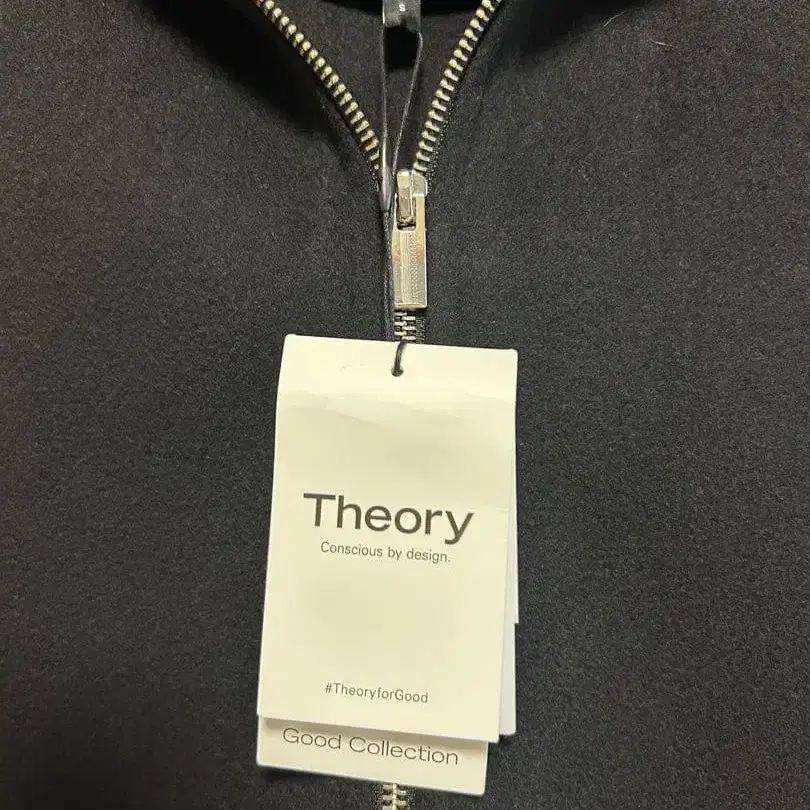 Theory
Conscious by design.
#TheoryforGood
Good Collection